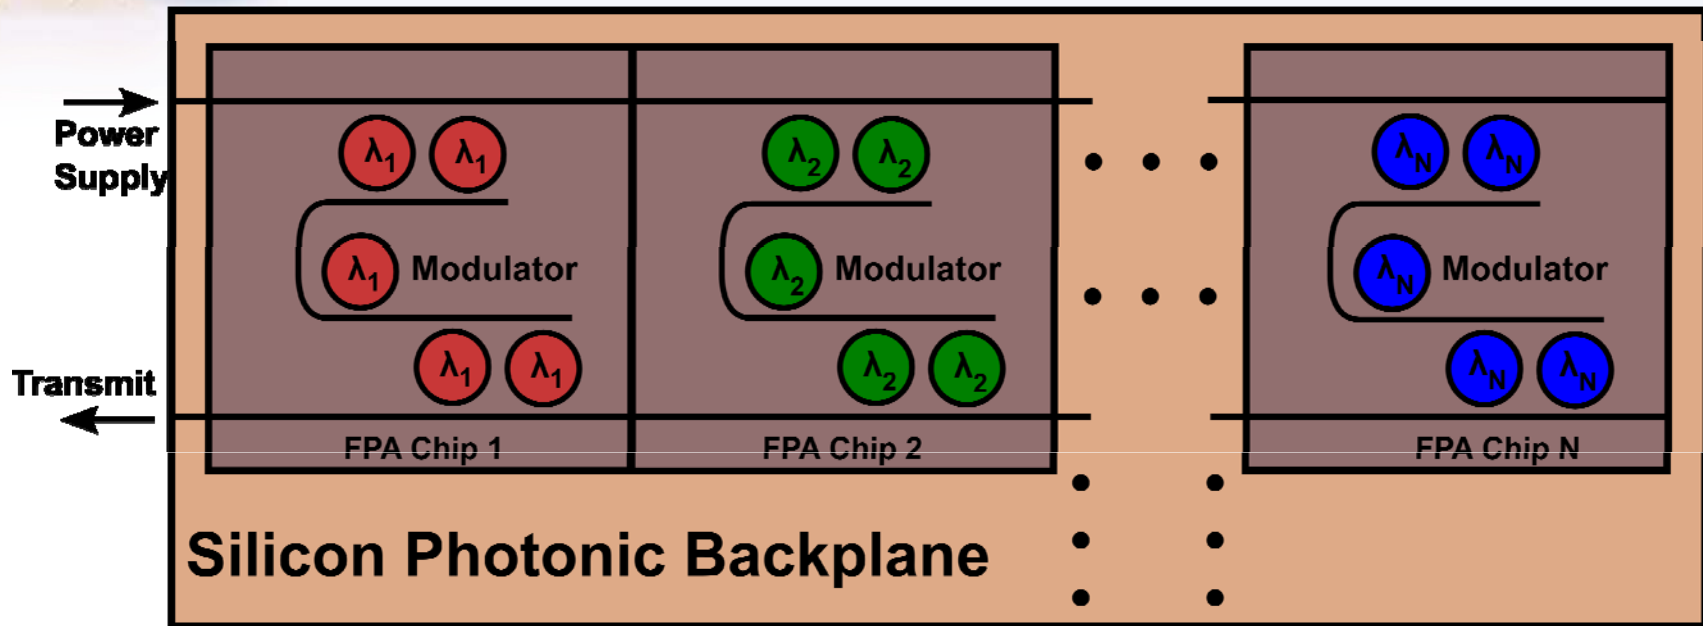 Power
Supply
λ1 λ1
λ2 λ2
λN λN
λ1 Modulator
λ2 Modulator
λN Modulator
λ1 λ1
λ2 λ2
λN λN
Transmit
FPA Chip 1
FPA Chip 2
FPA Chip N
Silicon Photonic Backplane